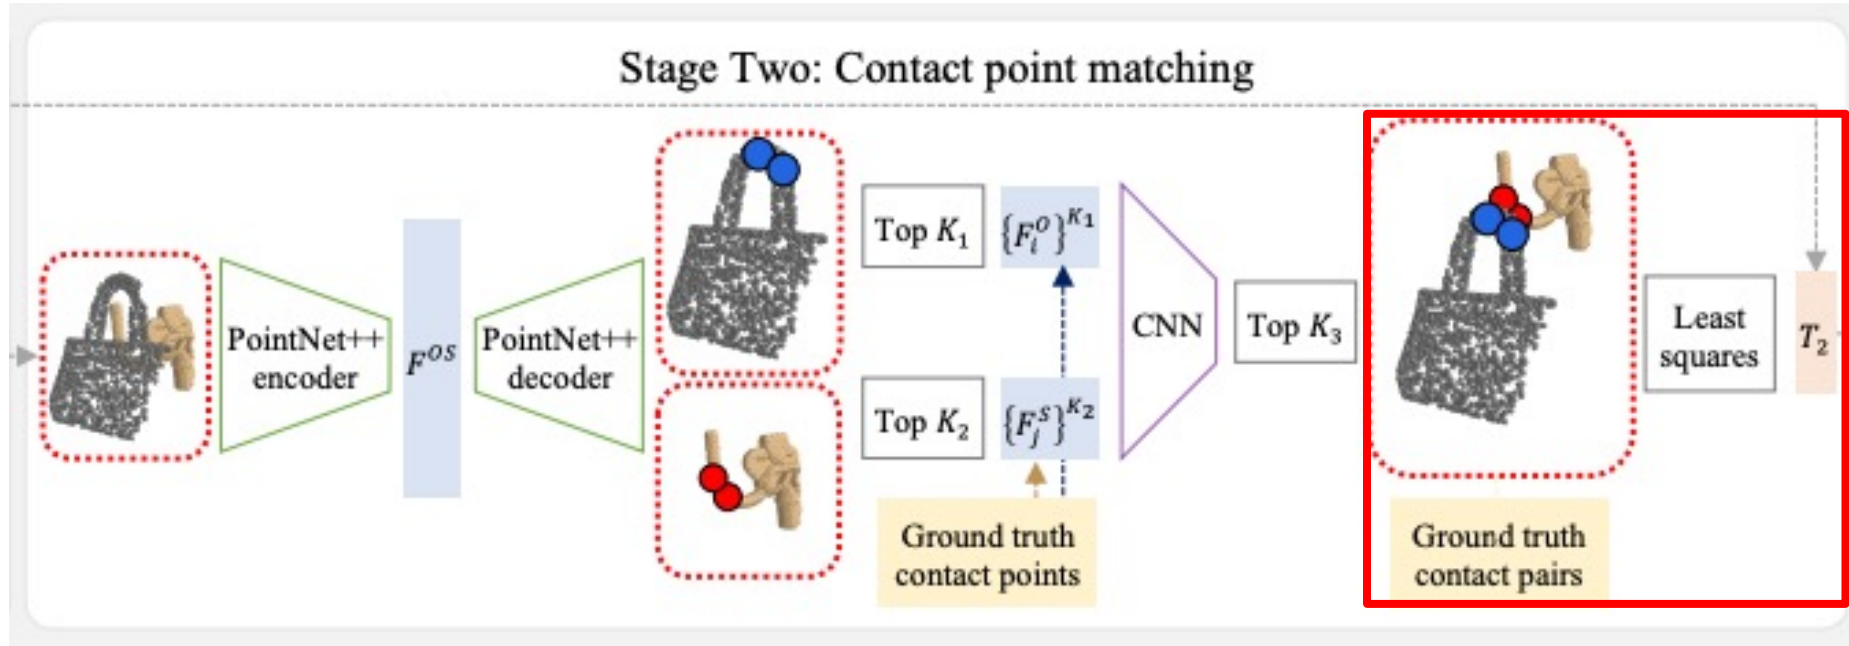 Stage Two: Contact point matching
PointNet++
encoder
F^{OS}
PointNet++
decoder
Top K_1
{F_i^O}^{K_1}
Top K_2
{F_j^S}^{K_2}
Ground truth
contact points
CNN
Top K_3
Ground truth
contact pairs
Least
squares
T_2